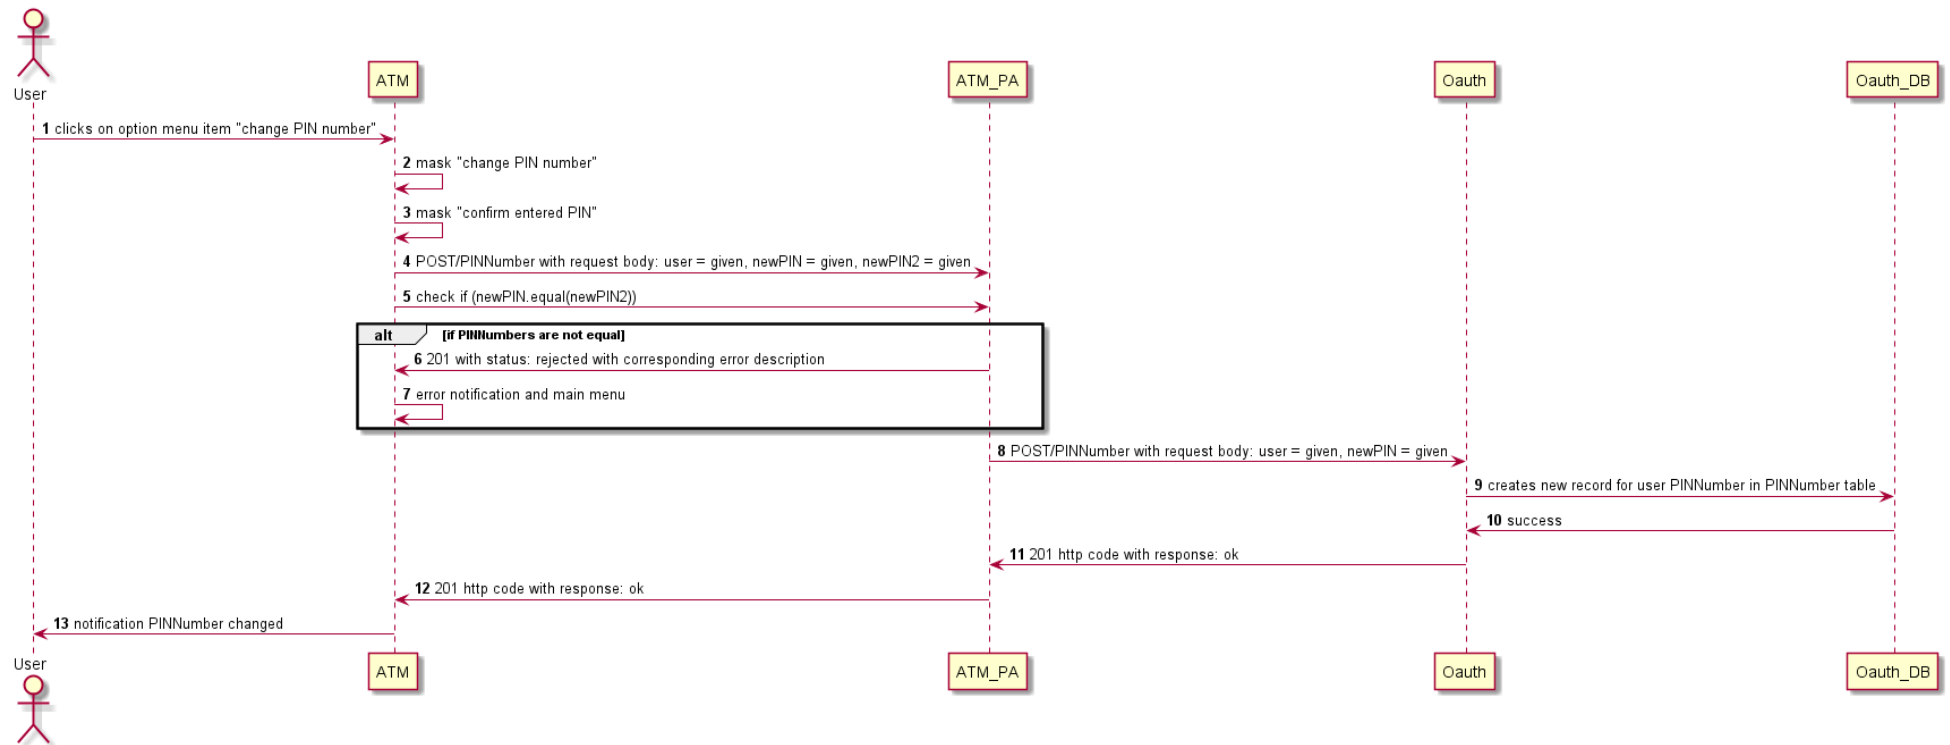 User
ATM
ATM_PA
Oauth
Oauth_DB
1 clicks on option menu item "change PIN number"
2 mask "change PIN number"
3 mask "confirm entered PIN"
4 POST/PINNumber with request body: user = given, newPIN = given, newPIN2 = given
5 check if (newPIN.equal(newPIN2))
alt [if PINNumbers are not equal]
6 201 with status: rejected with corresponding error description
7 error notification and main menu
8 POST/PINNumber with request body: user = given, newPIN = given
9 creates new record for user PINNumber in PINNumber table
10 success
11 201 http code with response: ok
12 201 http code with response: ok
13 notification PINNumber changed
User
ATM
ATM_PA
Oauth
Oauth_DB